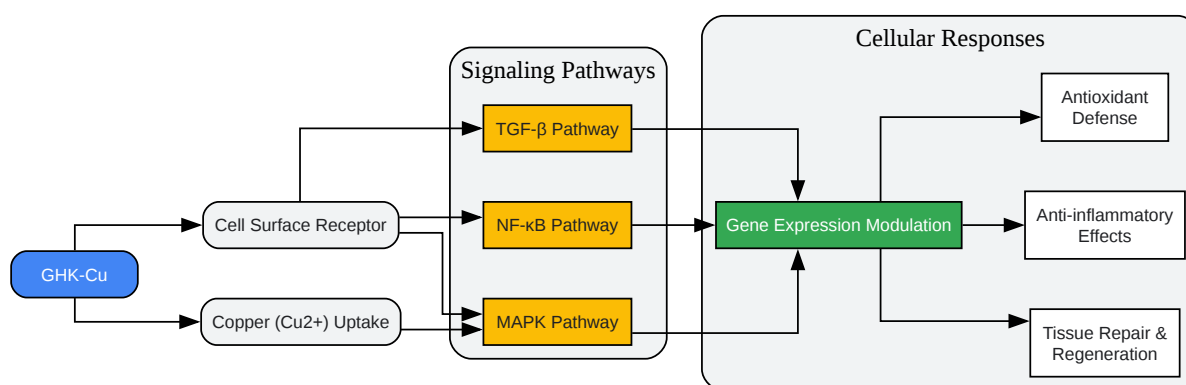 Cellular Responses
Signaling Pathways
Antioxidant
Defense
TGF-β Pathway
Cell Surface Receptor
NF-κB Pathway
Gene Expression Modulation
Anti-inflammatory
Effects
GHK-Cu
Copper (Cu2+) Uptake
MAPK Pathway
Tissue Repair &
Regeneration